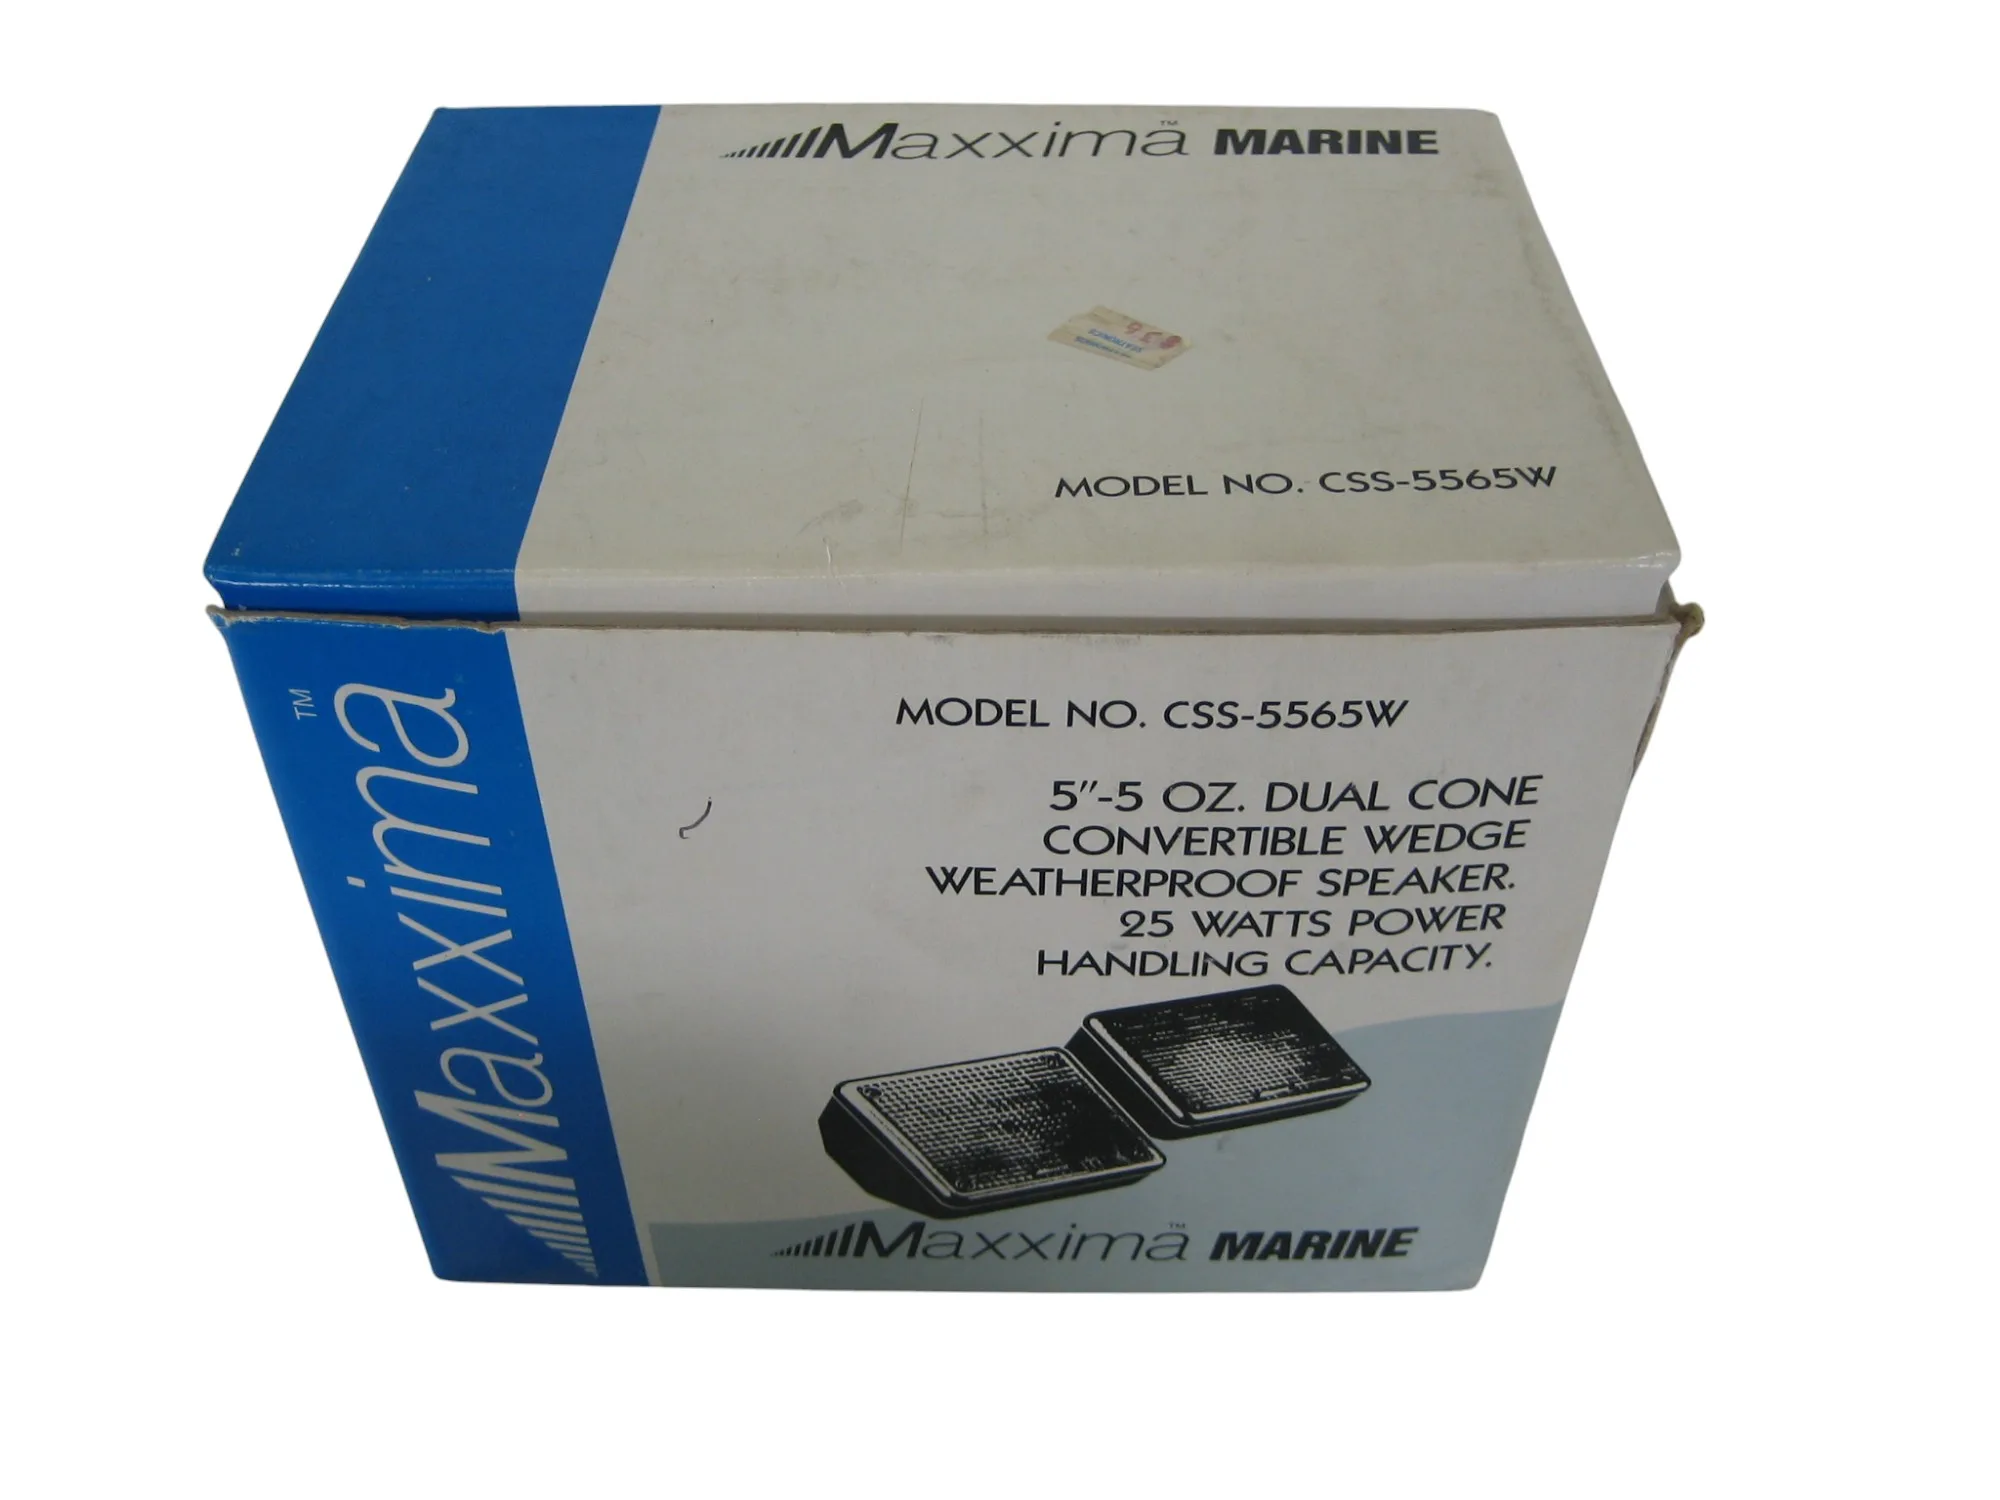 Maxxima™ MARINE
MODEL NO. CSS-5565W
Maxxima™
MODEL NO. CSS-5565W
5"-5 OZ. DUAL CONE
CONVERTIBLE WEDGE
WEATHERPROOF SPEAKER.
25 WATTS POWER
HANDLING CAPACITY.
Maxxima™ MARINE